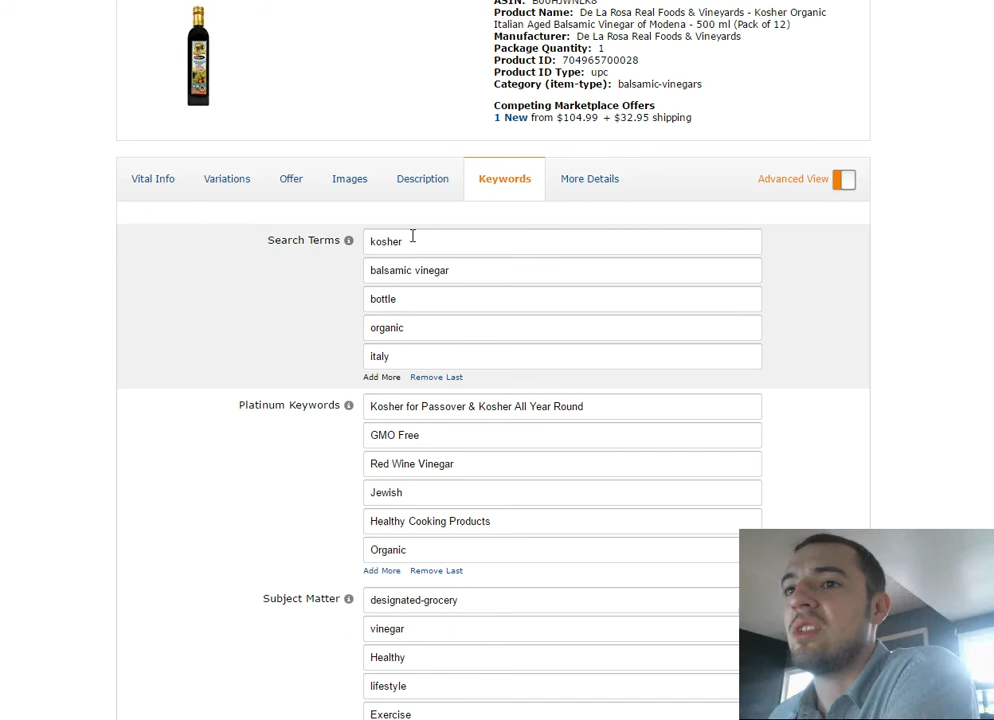 ASIN: B00HJWNLK8
Product Name: De La Rosa Real Foods & Vineyards - Kosher Organic
Italian Aged Balsamic Vinegar of Modena - 500 ml (Pack of 12)
Manufacturer: De La Rosa Real Foods & Vineyards
Package Quantity: 1
Product ID: 704965700028
Product ID Type: upc
Category (item-type): balsamic-vinegars
Competing Marketplace Offers
1 New from $104.99 + $32.95 shipping
Vital Info Variations Offer Images Description Keywords More Details Advanced View
Search Terms kosher
balsamic vinegar
bottle
organic
italy
Add More Remove Last
Platinum Keywords Kosher for Passover & Kosher All Year Round
GMO Free
Red Wine Vinegar
Jewish
Healthy Cooking Products
Organic
Add More Remove Last
Subject Matter designated-grocery
vinegar
Healthy
lifestyle
Exercise